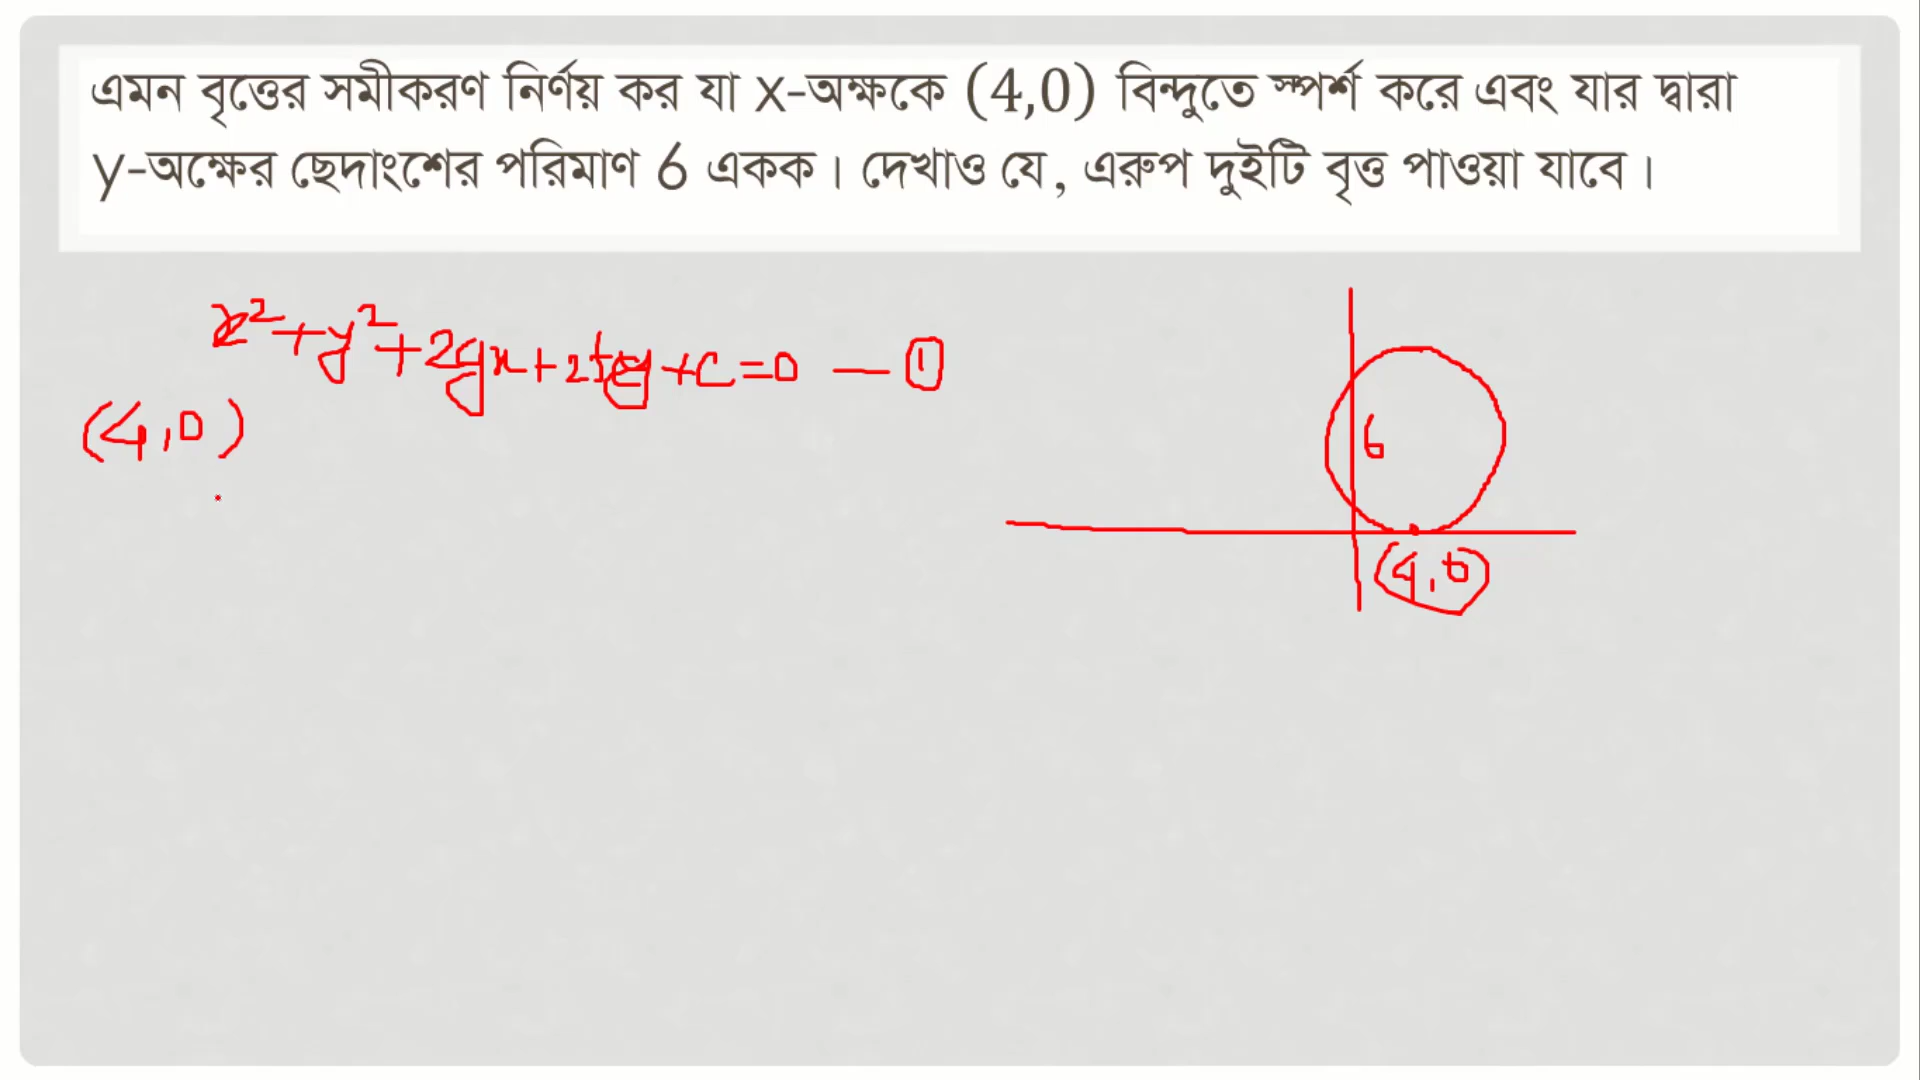 এমন বৃত্তের সমীকরণ নির্ণয় কর যা x-অক্ষকে (4,0) বিন্দুতে স্পর্শ করে এবং যার দ্বারা
y-অক্ষের ছেদাংশের পরিমাণ 6 একক। দেখাও যে, এরুপ দুইটি বৃত্ত পাওয়া যাবে।
x²+y²+2gx+2fy+c=0 — ①
(4,0)
6
(4,0)